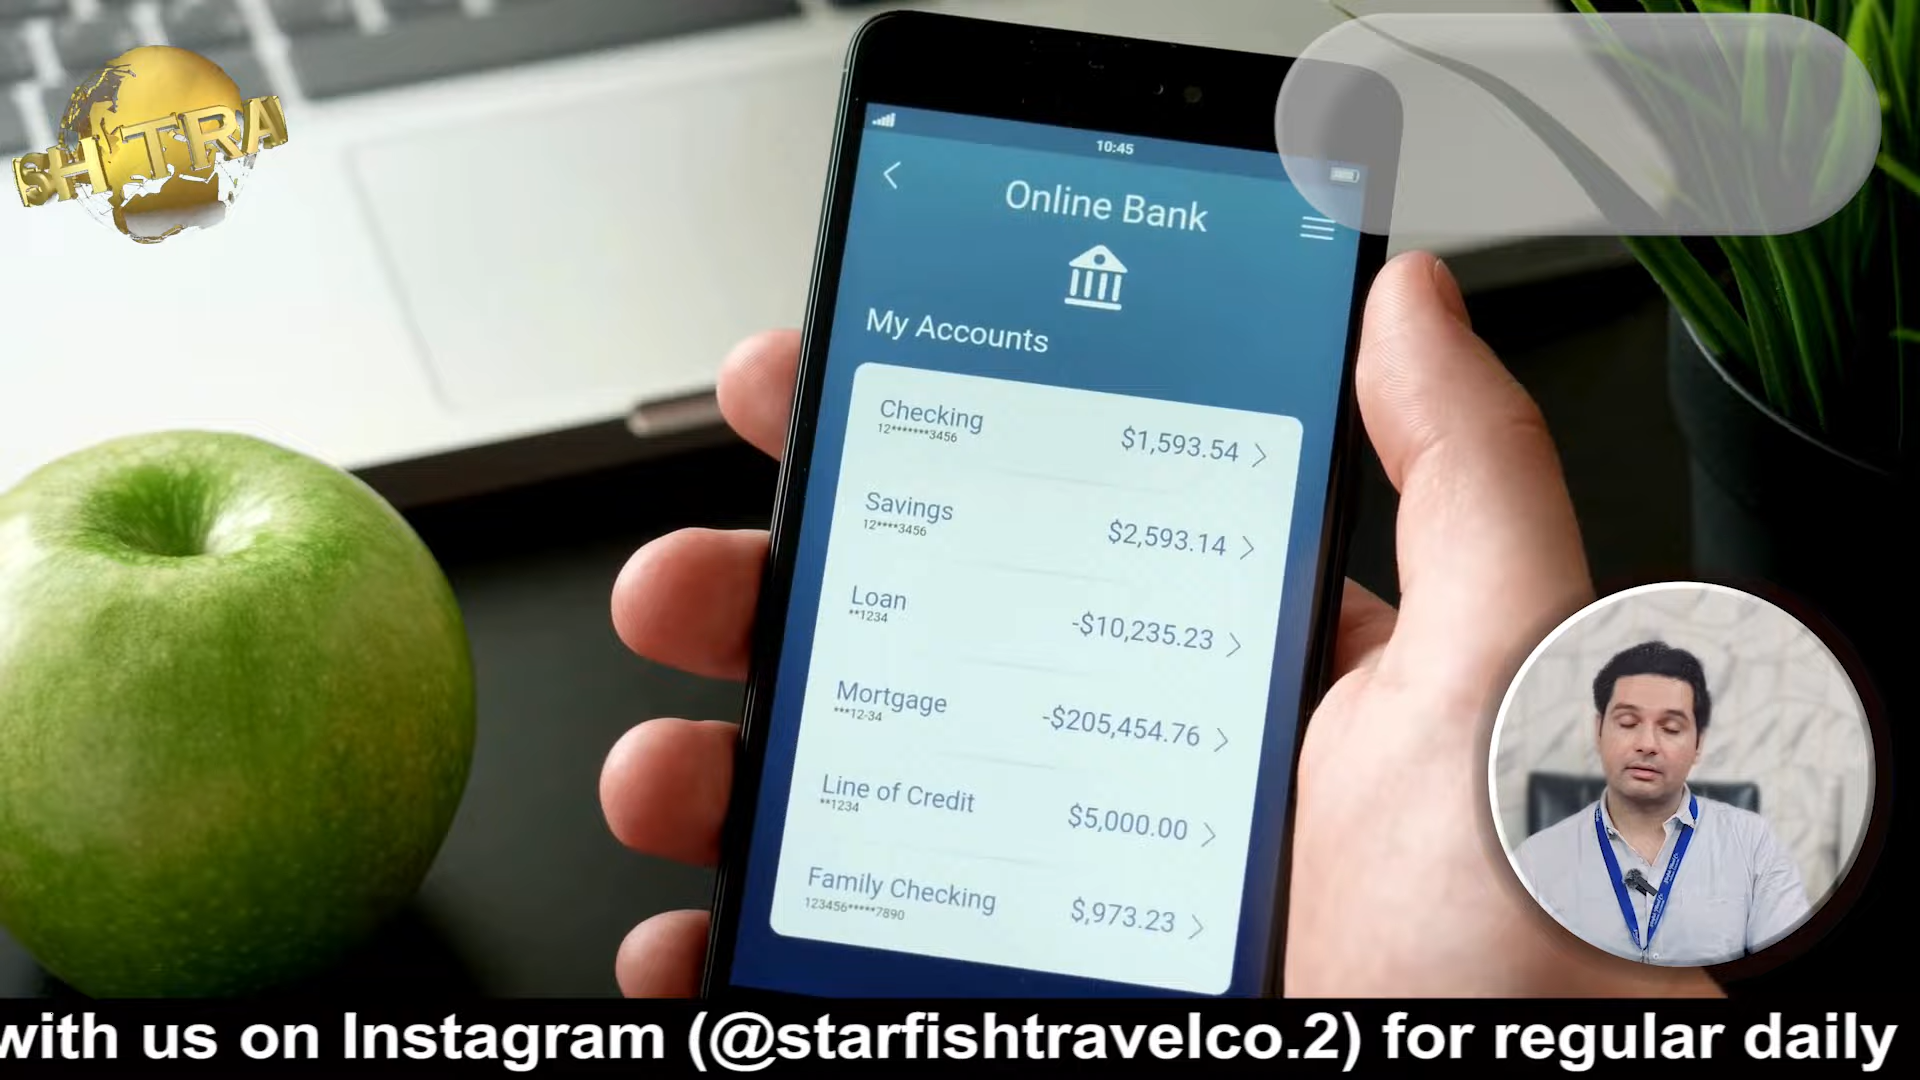 SH TRA
10:45
Online Bank
My Accounts
Checking
12*******3456
$1,593.54
Savings
12****3456
$2,593.14
Loan
**1234
-$10,235.23
Mortgage
***12-34
-$205,454.76
Line of Credit
**1234
$5,000.00
Family Checking
123456*****7890
$,973.23
with us on Instagram (@starfishtravelco.2) for regular daily